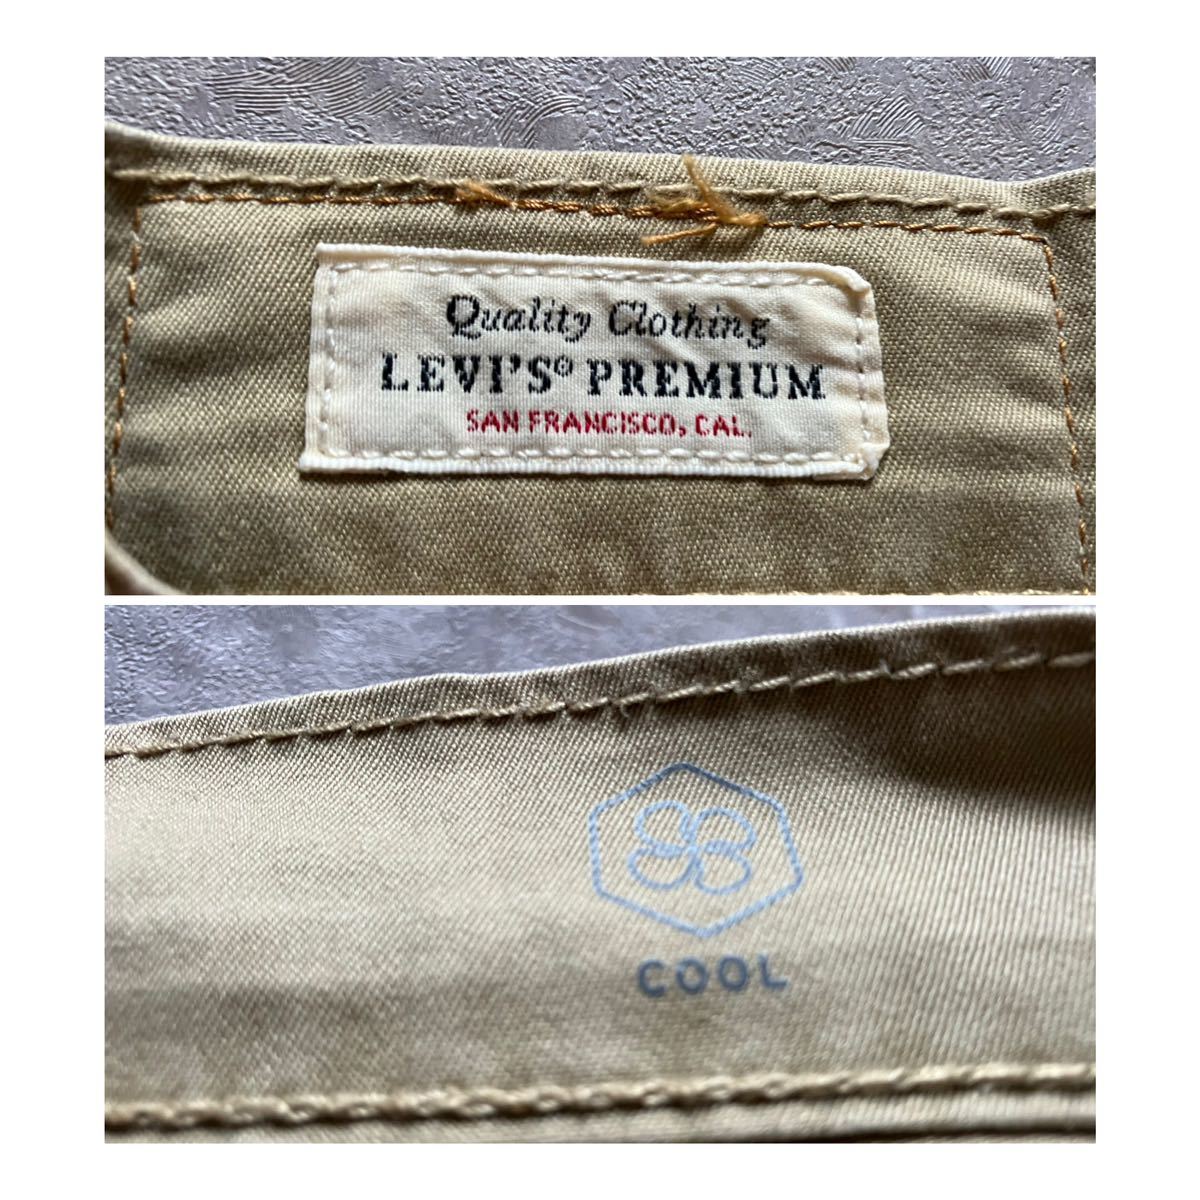 Quality Clothing
LEVI'S® PREMIUM
SAN FRANCISCO, CAL.
COOL